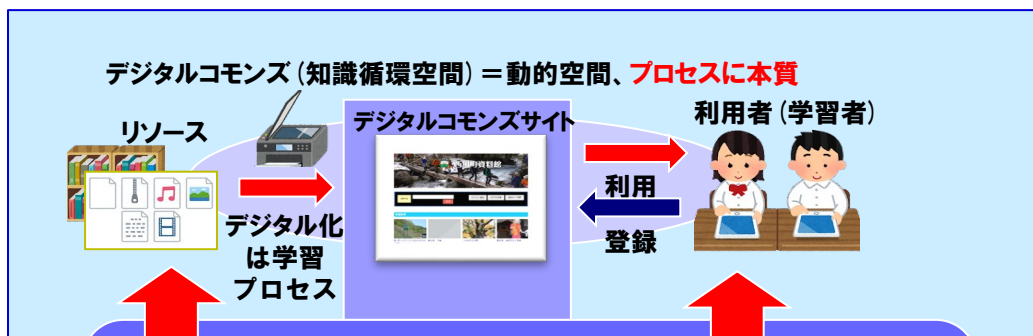 デジタルコモンズ(知識循環空間)=動的空間、プロセスに本質
リソース
デジタルコモンズサイト
利用者(学習者)
利用
登録
デジタル化
は学習
プロセス